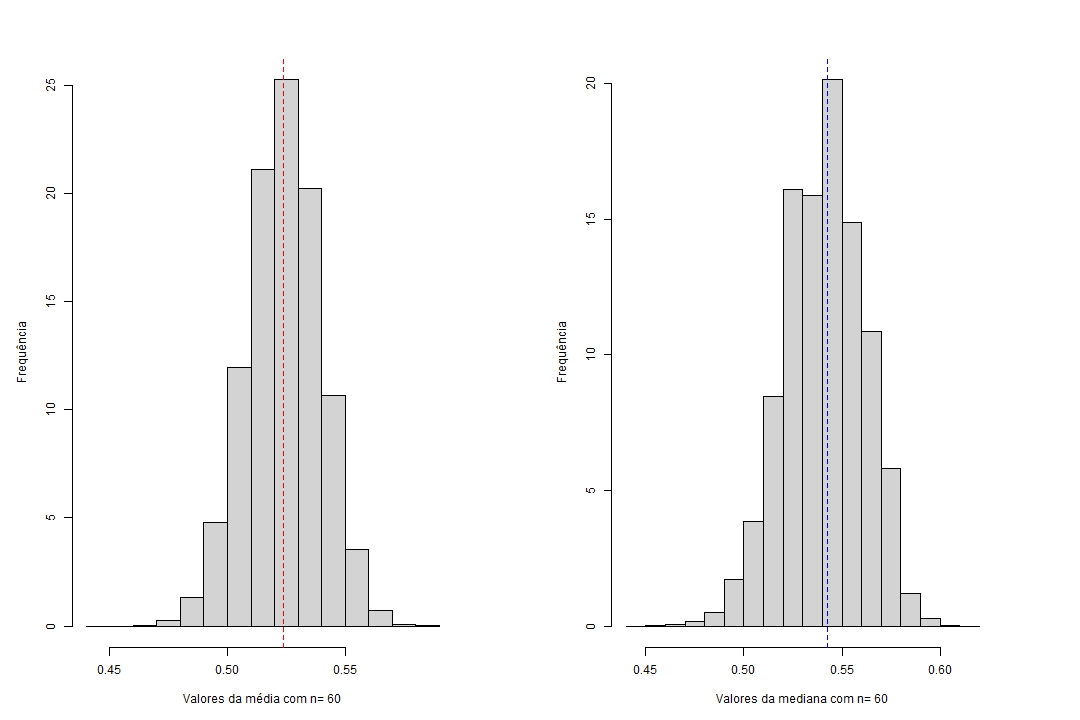 25
20
15
10
5
0
Frequência
0.45 0.50 0.55
Valores da média com n= 60
20
15
10
5
0
Frequência
0.45 0.50 0.55 0.60
Valores da mediana com n= 60